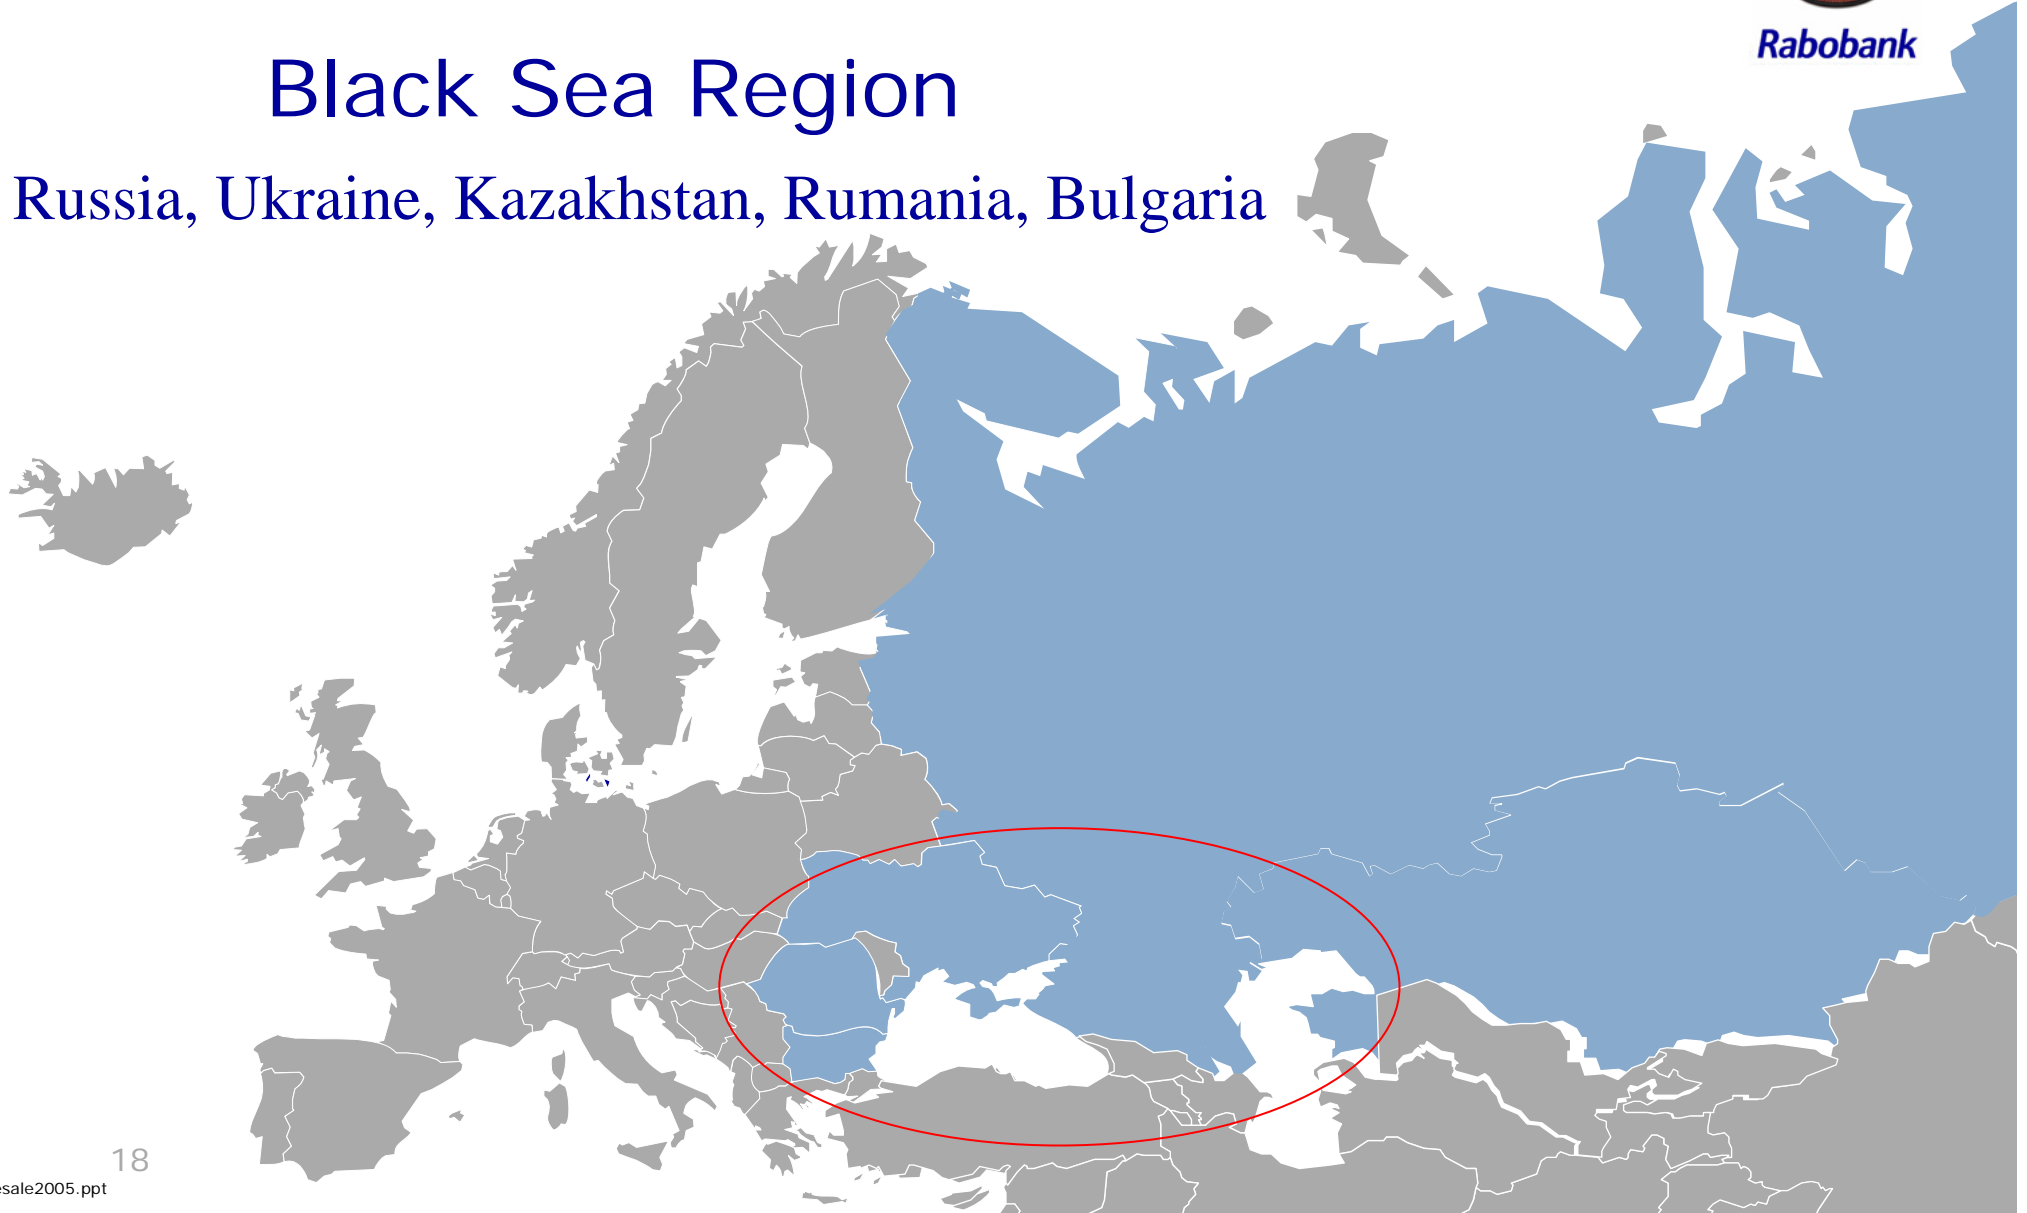 Rabobank
Black Sea Region
Russia, Ukraine, Kazakhstan, Rumania, Bulgaria
18
esale2005.ppt